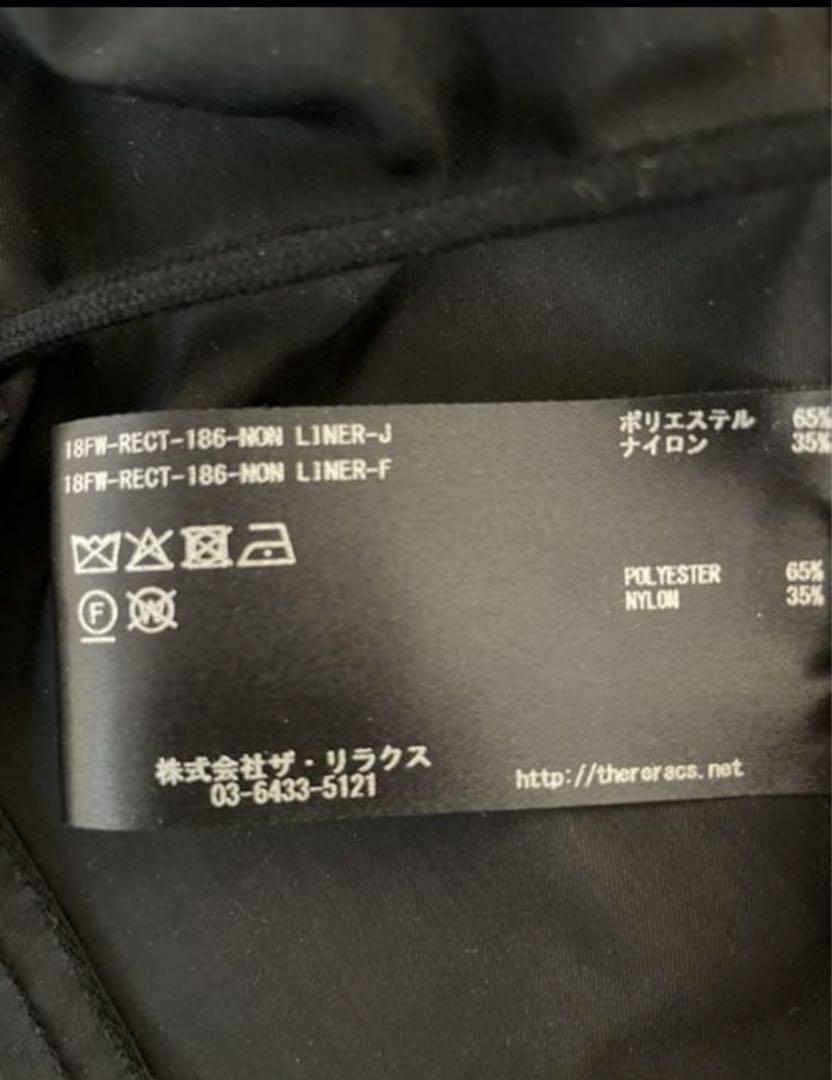 18FW-RECT-186-NON LINER-J
18FW-RECT-186-NON LINER-F
ポリエステル 65%
ナイロン 35%
POLYESTER 65%
NYLON 35%
F
W
株式会社ザ・リラクス
03-6433-5121
http://theroracs.net